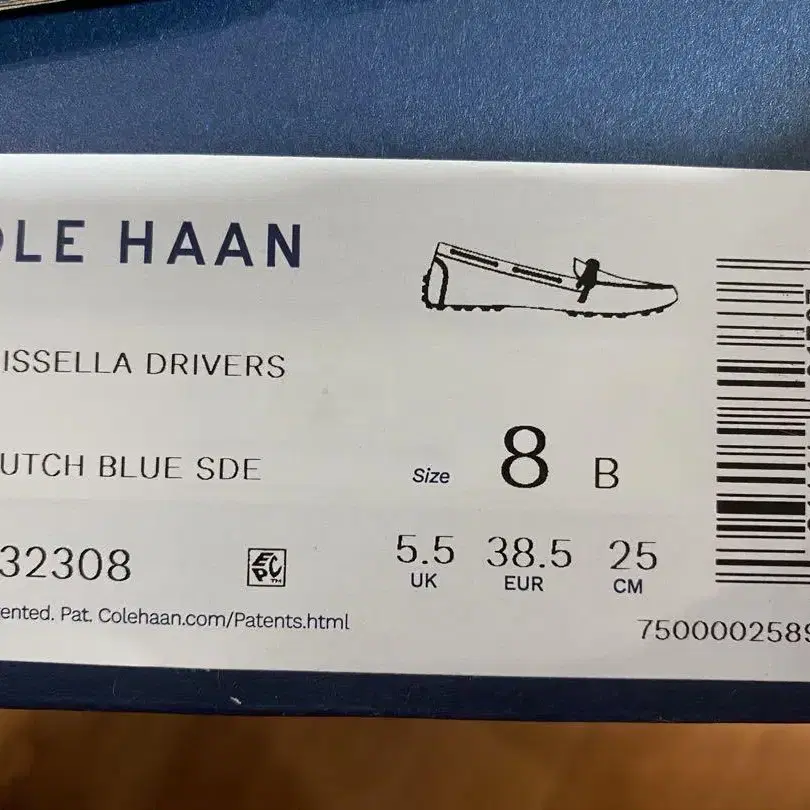 OLE HAAN
ISSELLA DRIVERS
UTCH BLUE SDE
Size 8 B
32308
5.5 38.5 25
UK EUR CM
ented. Pat. Colehaan.com/Patents.html
7500002589